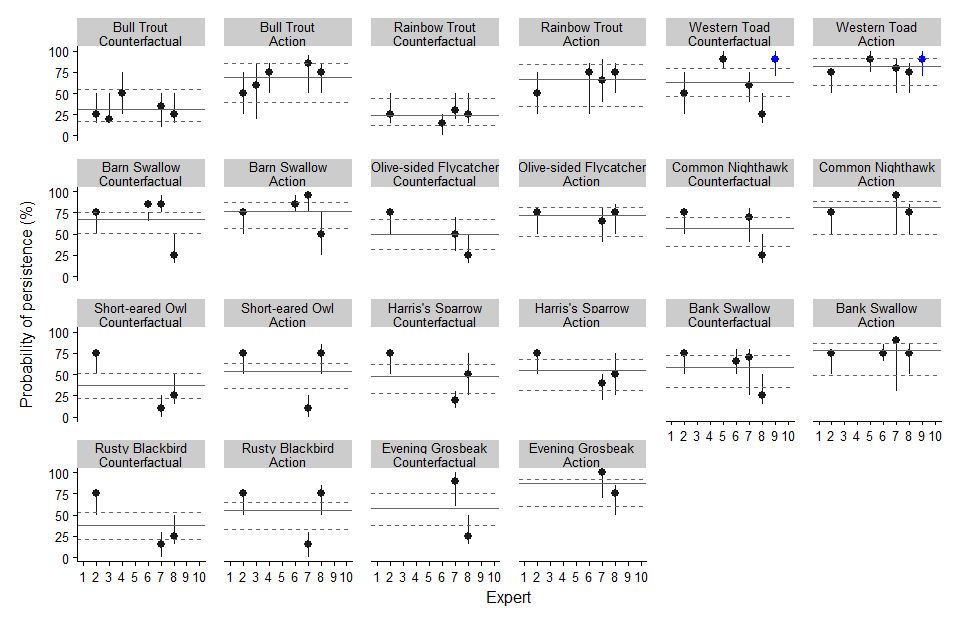 Bull Trout Bull Trout Rainbow Trout Rainbow Trout Western Toad Western Toad
Counterfactual Action Counterfactual Action Counterfactual Action
100
75
50
25
0
Barn Swallow Barn Swallow Olive-sided Flycatcher Olive-sided Flycatcher Common Nighthawk Common Nighthawk
Counterfactual Action Counterfactual Action Counterfactual Action
100
75
50
25
0
Probability of persistence (%)
Short-eared Owl Short-eared Owl Harris's Sparrow Harris's Sparrow Bank Swallow Bank Swallow
Counterfactual Action Counterfactual Action Counterfactual Action
100
75
50
25
0
1 2 3 4 5 6 7 8 9 10 1 2 3 4 5 6 7 8 9 10
Rusty Blackbird Rusty Blackbird Evening Grosbeak Evening Grosbeak
Counterfactual Action Counterfactual Action
100
75
50
25
0
1 2 3 4 5 6 7 8 9 10 1 2 3 4 5 6 7 8 9 10 1 2 3 4 5 6 7 8 9 10 1 2 3 4 5 6 7 8 9 10
Expert